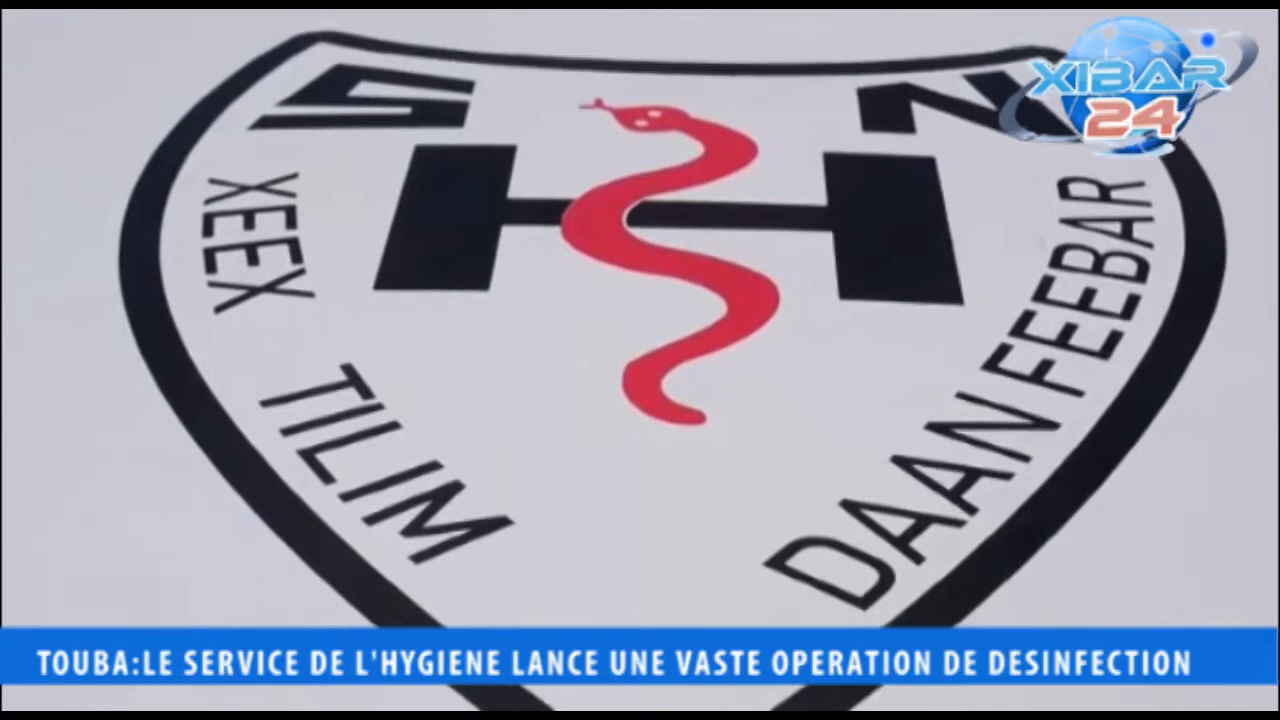 XIBAR
24
S N
XEEX TILIM
DAAN FEEBAR
TOUBA:LE SERVICE DE L'HYGIENE LANCE UNE VASTE OPERATION DE DESINFECTION